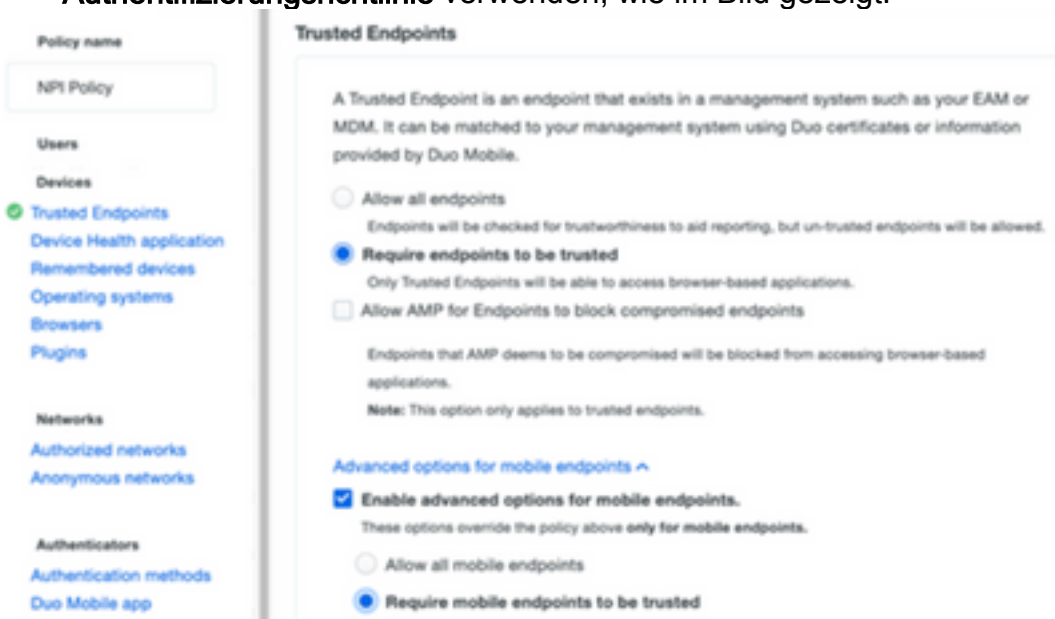 Authentifizierungsrichtlinie verwenden, wie im Bild gezeigt.
Policy name
NPI Policy
Users
Devices
Trusted Endpoints
Device Health application
Remembered devices
Operating systems
Browsers
Plugins
Networks
Authorized networks
Anonymous networks
Authenticators
Authentication methods
Duo Mobile app
Trusted Endpoints
A Trusted Endpoint is an endpoint that exists in a management system such as your EAM or
MDM. It can be matched to your management system using Duo certificates or information
provided by Duo Mobile.
Allow all endpoints
Endpoints will be checked for trustworthiness to aid reporting, but un-trusted endpoints will be allowed.
Require endpoints to be trusted
Only Trusted Endpoints will be able to access browser-based applications.
Allow AMP for Endpoints to block compromised endpoints
Endpoints that AMP deems to be compromised will be blocked from accessing browser-based
applications.
Note: This option only applies to trusted endpoints.
Advanced options for mobile endpoints
Enable advanced options for mobile endpoints.
These options override the policy above only for mobile endpoints.
Allow all mobile endpoints
Require mobile endpoints to be trusted